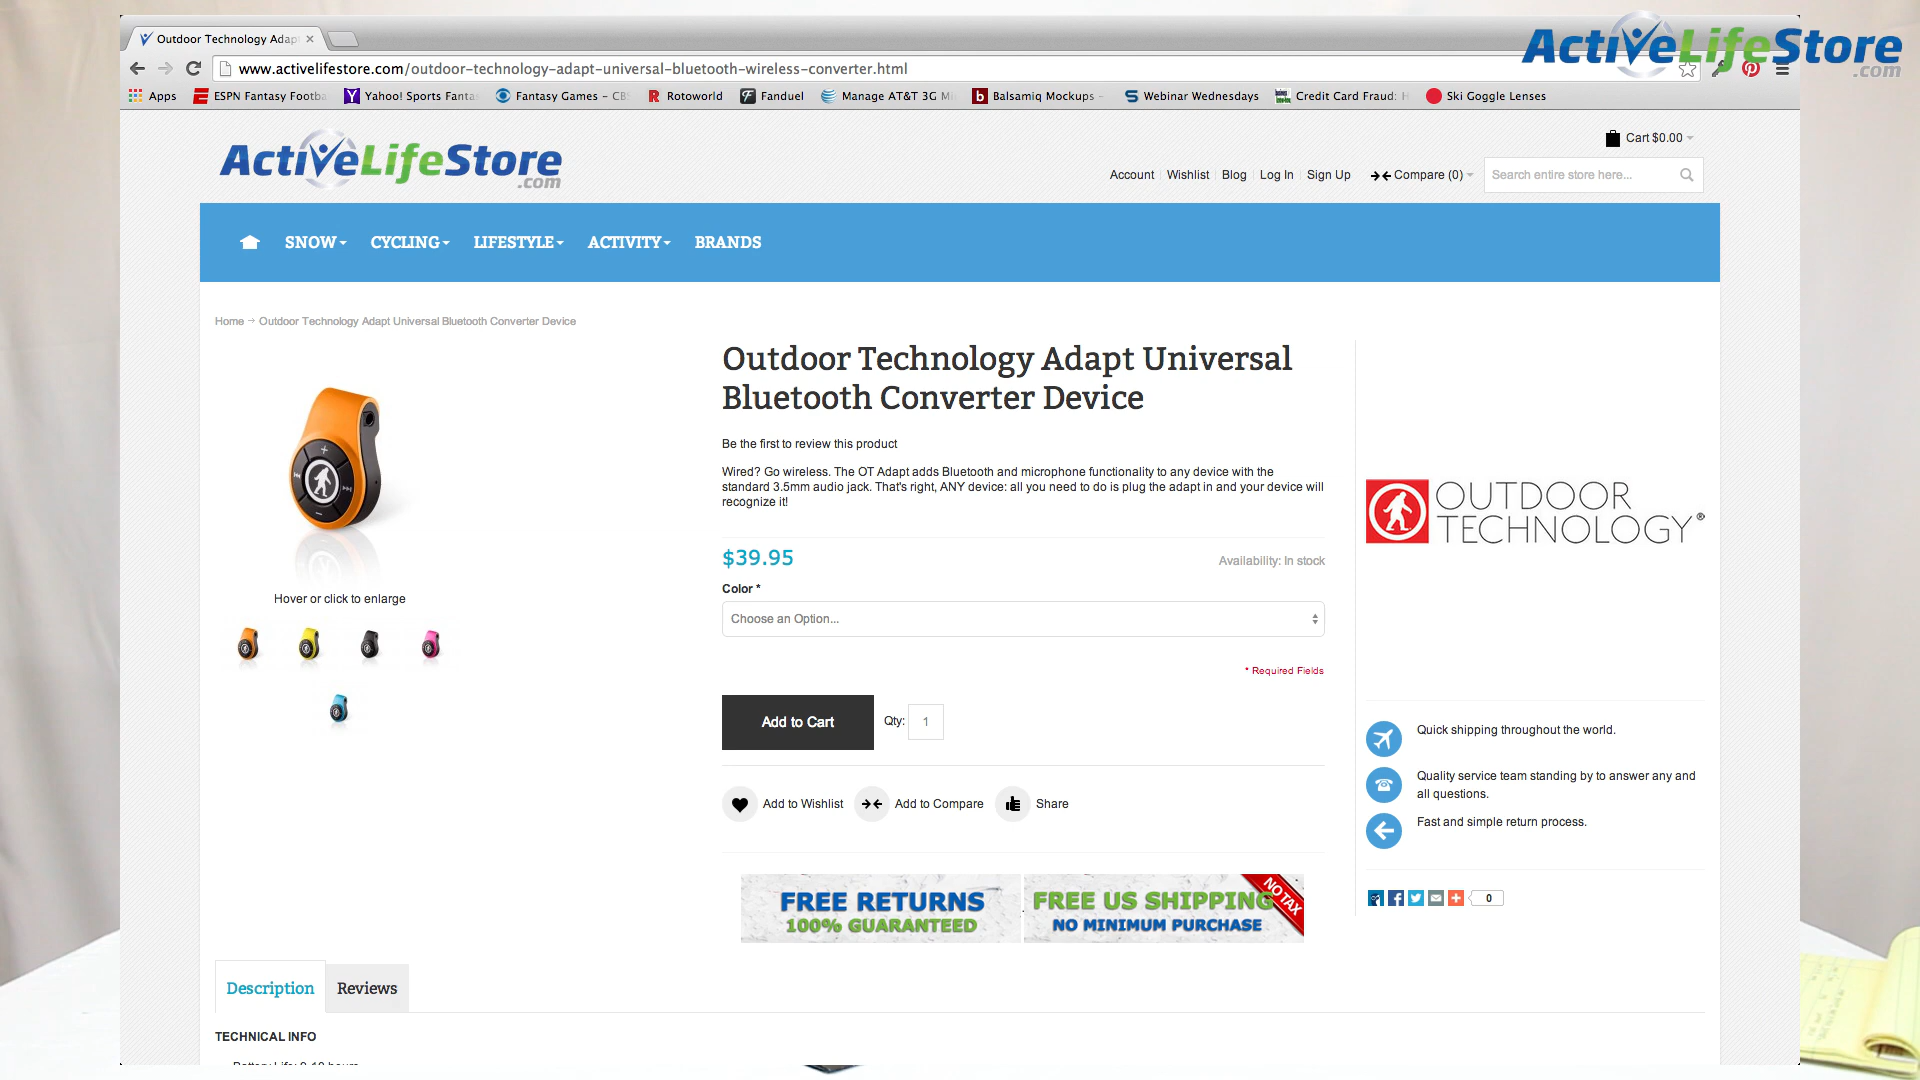 Outdoor Technology Adap
ActiveLifeStore
.com
www.activelifestore.com/outdoor-technology-adapt-universal-bluetooth-wireless-converter.html
Apps ESPN Fantasy Footba Yahoo! Sports Fanta Fantasy Games – CB Rotoworld Fanduel Manage AT&T 3G M Balsamiq Mockups – Webinar Wednesdays Credit Card Fraud: H Ski Goggle Lenses
Cart $0.00
ActiveLifeStore
.com
Account Wishlist Blog Log In Sign Up Compare (0) Search entire store here...
SNOW CYCLING LIFESTYLE ACTIVITY BRANDS
Home → Outdoor Technology Adapt Universal Bluetooth Converter Device
Outdoor Technology Adapt Universal
Bluetooth Converter Device
Be the first to review this product
Wired? Go wireless. The OT Adapt adds Bluetooth and microphone functionality to any device with the
standard 3.5mm audio jack. That's right, ANY device: all you need to do is plug the adapt in and your device will
recognize it!
OUTDOOR
TECHNOLOGY®
$39.95
Availability: In stock
Color *
Hover or click to enlarge
Choose an Option...
* Required Fields
Add to Cart Qty: 1
Quick shipping throughout the world.
Quality service team standing by to answer any and
all questions.
Add to Wishlist Add to Compare Share
Fast and simple return process.
FREE RETURNS
100% GUARANTEED
FREE US SHIPPING
NO MINIMUM PURCHASE
NO TAX
0
Description Reviews
TECHNICAL INFO